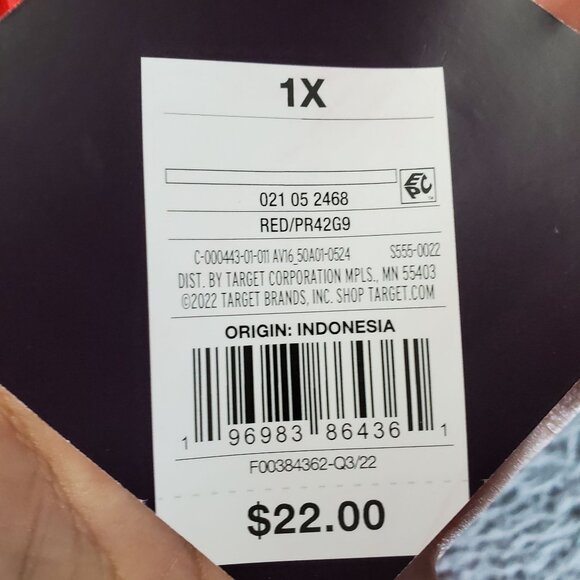 1X
EPC
021 05 2468
RED/PR42G9
C-000443-01-011 AV16_50A01-0524 S555-0022
DIST. BY TARGET CORPORATION MPLS., MN 55403
©2022 TARGET BRANDS, INC. SHOP TARGET.COM
ORIGIN: INDONESIA
1 96983 86436 1
F00384362-Q3/22
$22.00